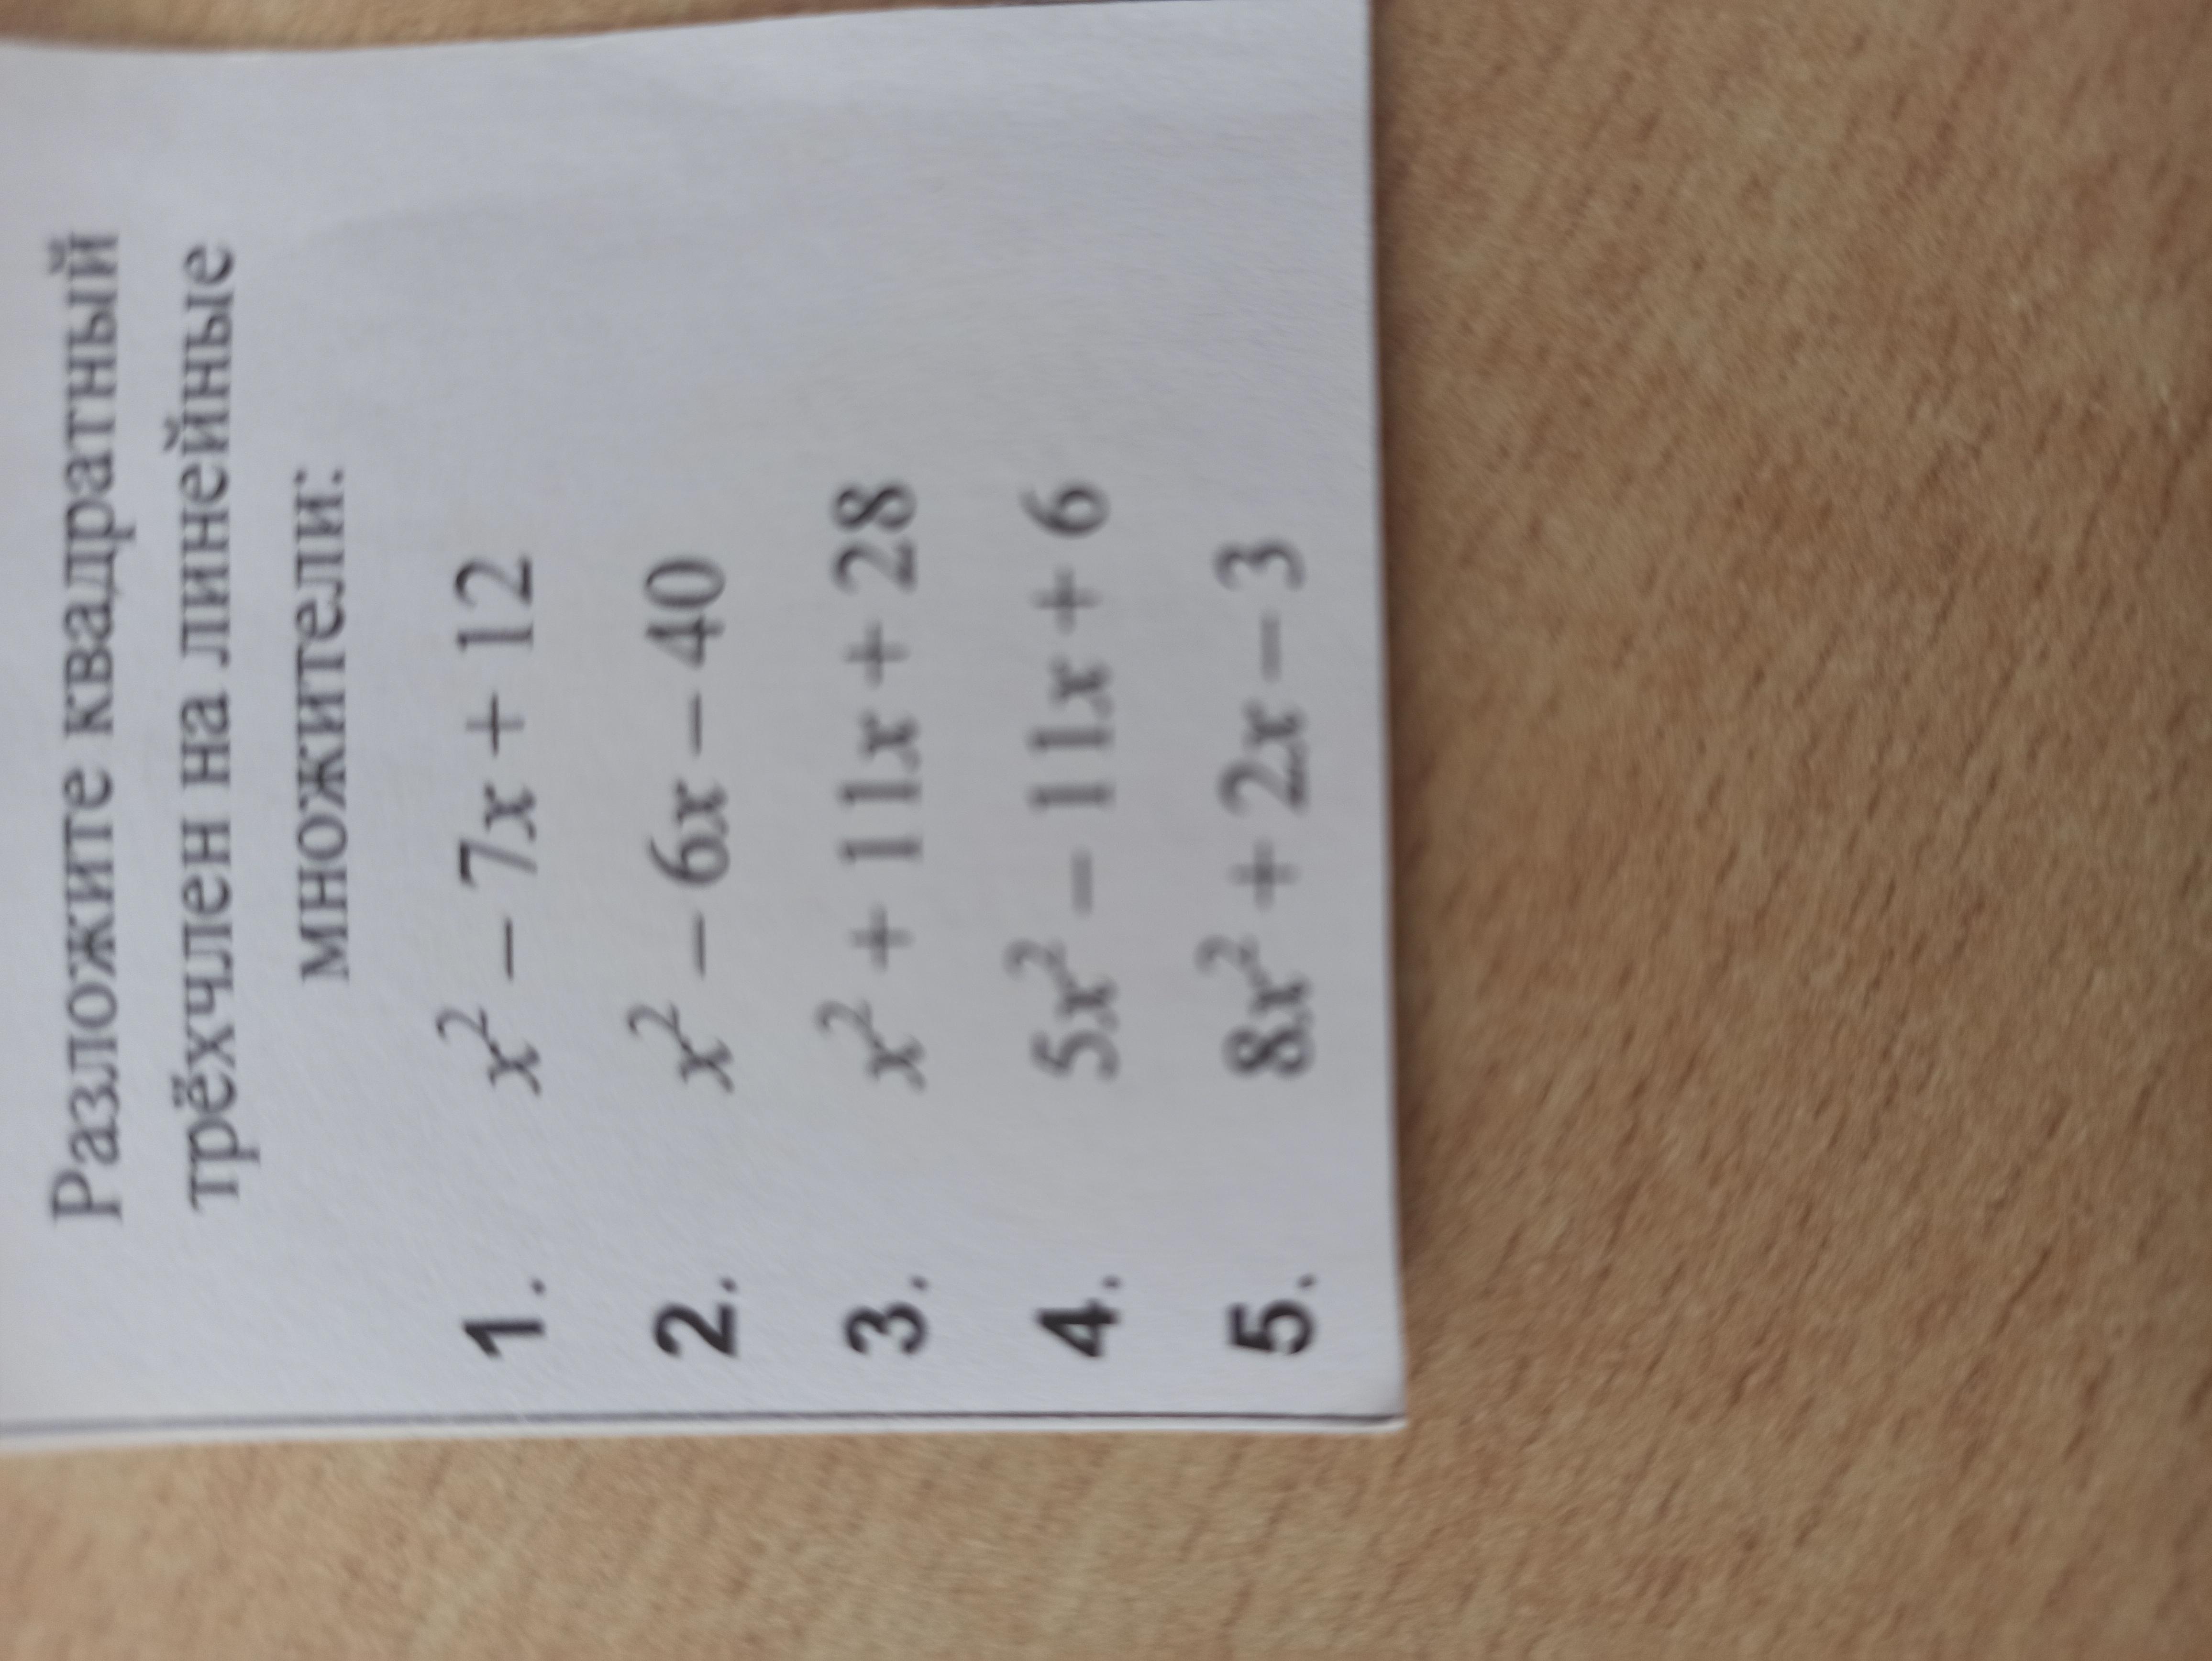 Разложите квадратный
трёхчлен на линейные
множители:
1. x² − 7x + 12
2. x² − 6x − 40
3. x² + 11x + 28
4. 5x² − 11x + 6
5. 8x² + 2x − 3